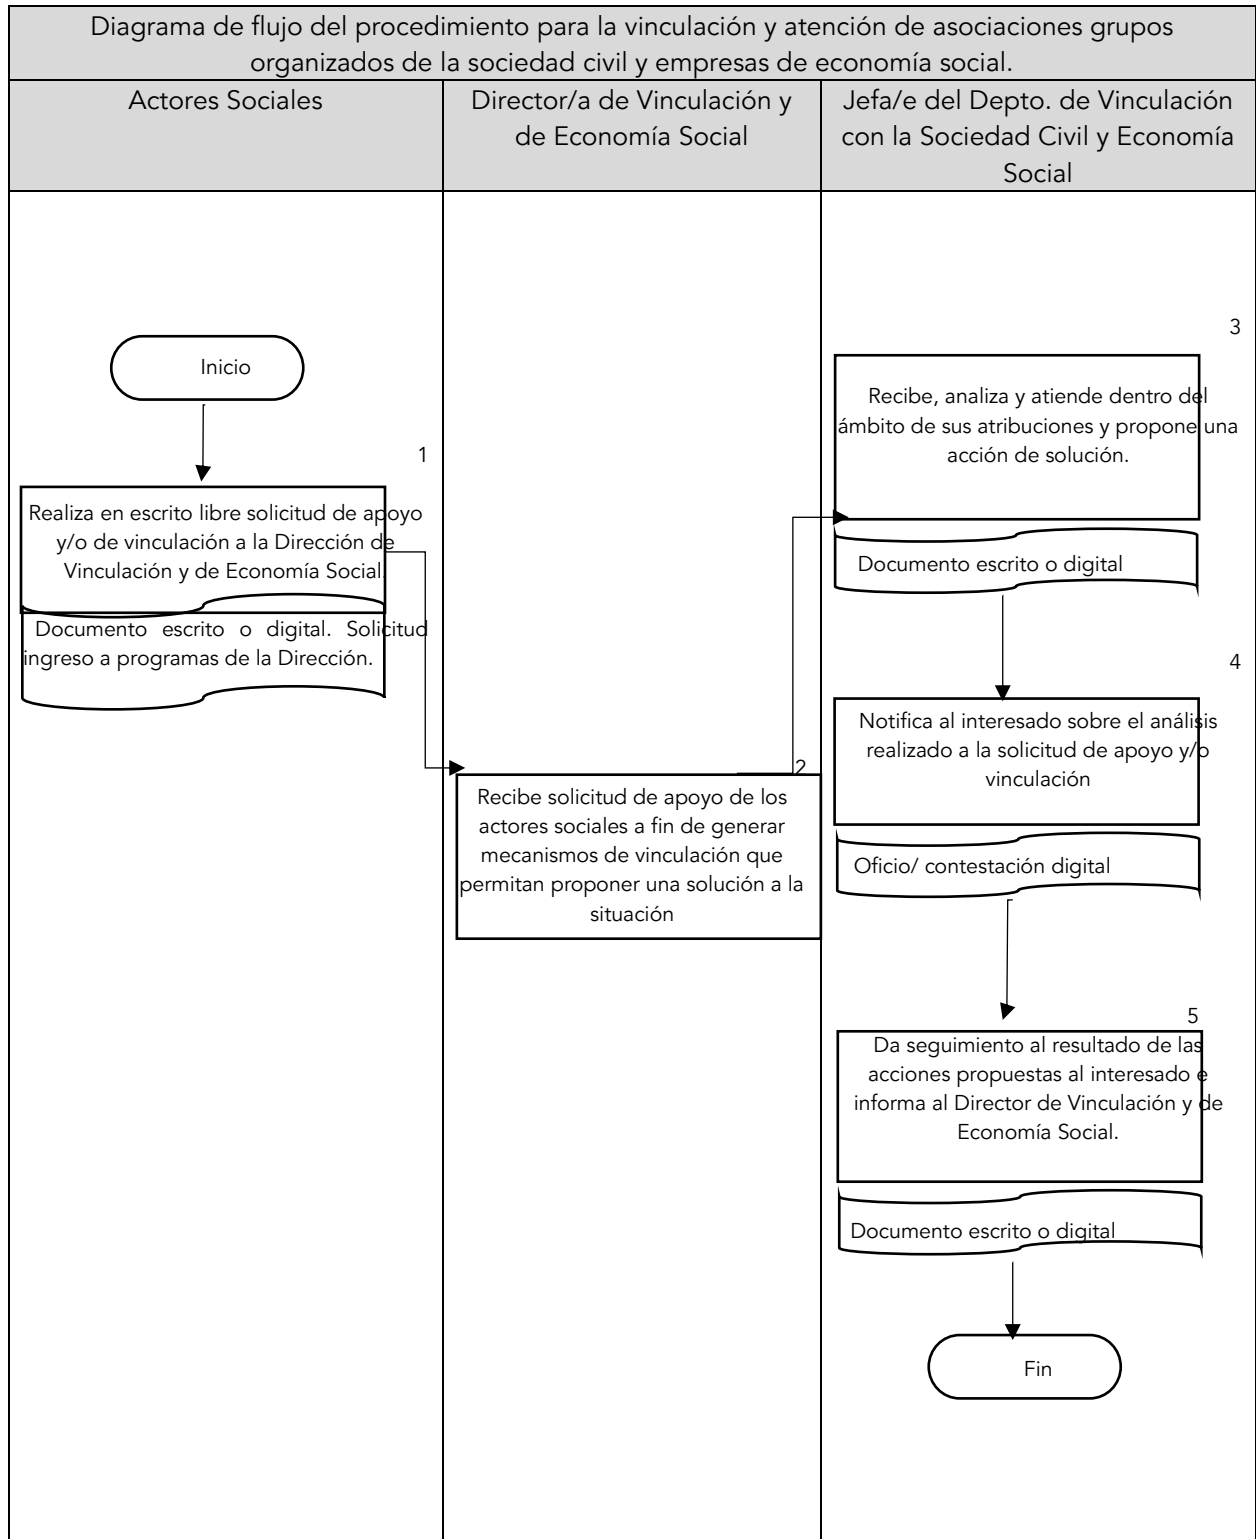 Diagrama de flujo del procedimiento para la vinculación y atención de asociaciones grupos
organizados de la sociedad civil y empresas de economía social.
Actores Sociales
Director/a de Vinculación y
de Economía Social
Jefa/e del Depto. de Vinculación
con la Sociedad Civil y Economía
Social
Inicio
1
Realiza en escrito libre solicitud de apoyo
y/o de vinculación a la Dirección de
Vinculación y de Economía Social.
Documento escrito o digital. Solicitud
ingreso a programas de la Dirección.
2
Recibe solicitud de apoyo de los
actores sociales a fin de generar
mecanismos de vinculación que
permitan proponer una solución a la
situación
3
Recibe, analiza y atiende dentro del
ámbito de sus atribuciones y propone una
acción de solución.
Documento escrito o digital
4
Notifica al interesado sobre el análisis
realizado a la solicitud de apoyo y/o
vinculación
Oficio/ contestación digital
5
Da seguimiento al resultado de las
acciones propuestas al interesado e
informa al Director de Vinculación y de
Economía Social.
Documento escrito o digital
Fin